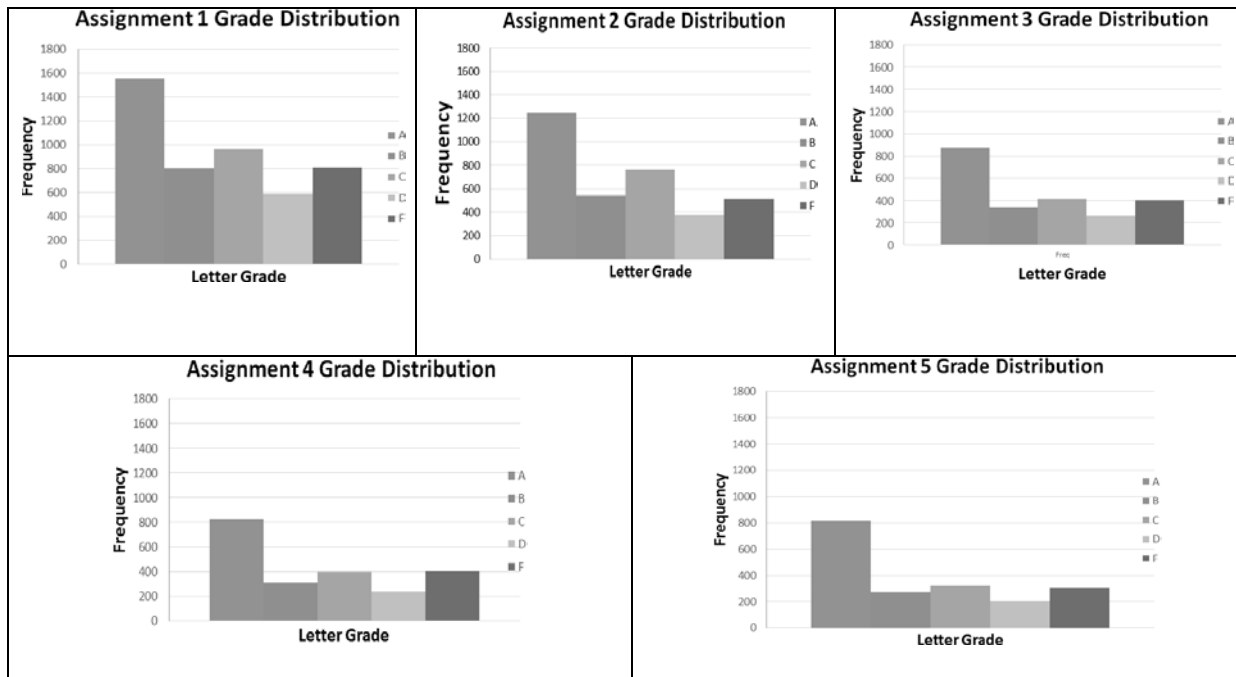 Assignment 1 Grade Distribution
1800
1600
1400
1200
1000
800
600
400
200
0
Frequency
Letter Grade
A
B
C
D
F
Assignment 2 Grade Distribution
1800
1600
1400
1200
1000
800
600
400
200
0
Frequency
Letter Grade
A
B
C
D
F
Assignment 3 Grade Distribution
1800
1600
1400
1200
1000
800
600
400
200
0
Frequency
Freq
Letter Grade
A
B
C
D
F
Assignment 4 Grade Distribution
1800
1600
1400
1200
1000
800
600
400
200
0
Frequency
Letter Grade
A
B
C
D
F
Assignment 5 Grade Distribution
1800
1600
1400
1200
1000
800
600
400
200
0
Frequency
Letter Grade
A
B
C
D
F